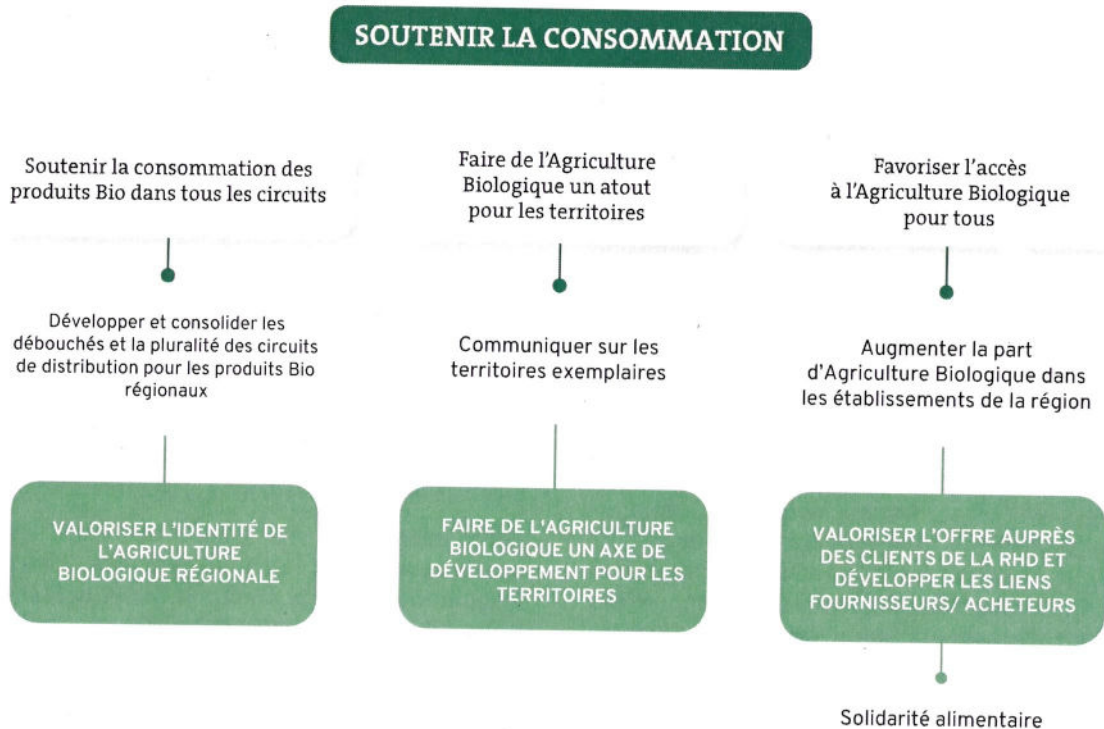 SOUTENIR LA CONSOMMATION
Soutenir la consommation des
produits Bio dans tous les circuits
Développer et consolider les
débouchés et la pluralité des circuits
de distribution pour les produits Bio
régionaux
VALORISER L'IDENTITÉ DE
L'AGRICULTURE
BIOLOGIQUE RÉGIONALE
Faire de l'Agriculture
Biologique un atout
pour les territoires
Communiquer sur les
territoires exemplaires
FAIRE DE L'AGRICULTURE
BIOLOGIQUE UN AXE DE
DÉVELOPPEMENT POUR LES
TERRITOIRES
Favoriser l'accès
à l'Agriculture Biologique
pour tous
Augmenter la part
d'Agriculture Biologique dans
les établissements de la région
VALORISER L'OFFRE AUPRÈS
DES CLIENTS DE LA RHD ET
DÉVELOPPER LES LIENS
FOURNISSEURS/ ACHETEURS
Solidarité alimentaire